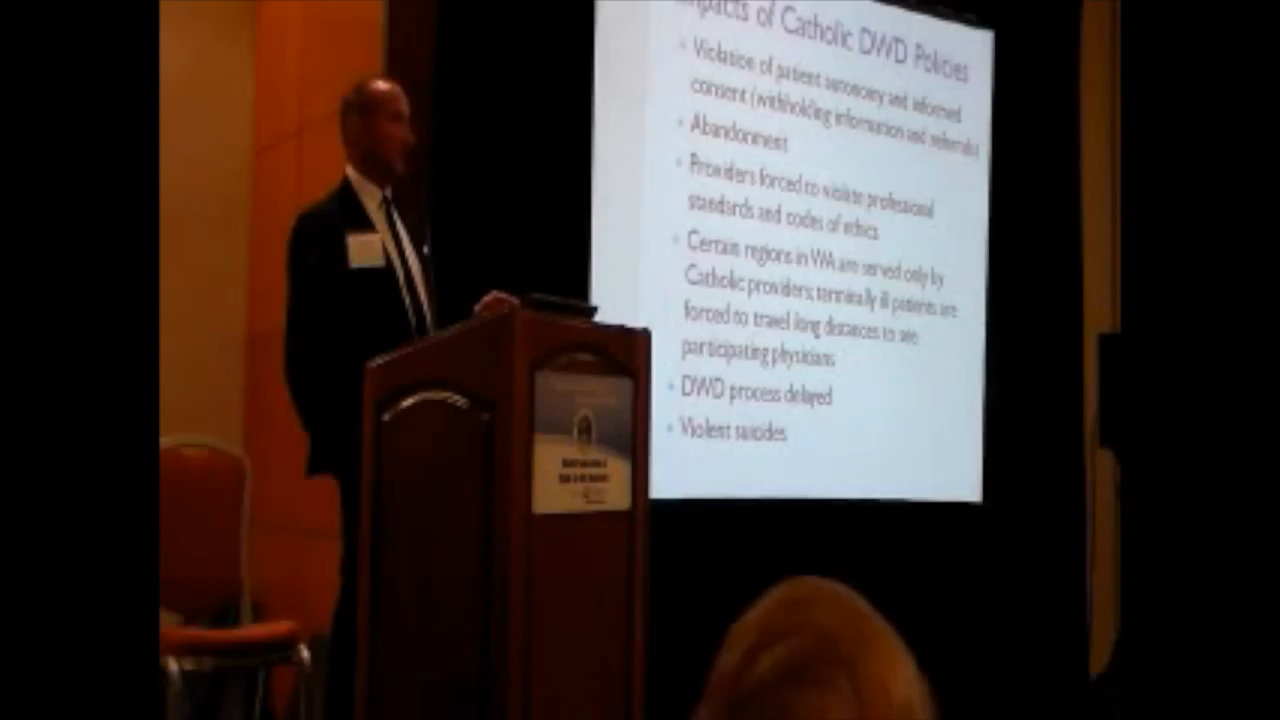 Impacts of Catholic DWD Policies
• Violation of patient autonomy and informed
consent (withholding information and referrals)
• Abandonment
• Providers forced to violate professional
standards and codes of ethics
• Certain regions in WA are served only by
Catholic providers; terminally ill patients are
forced to travel long distances to see
participating physicians
• DWD process delayed
• Violent suicides